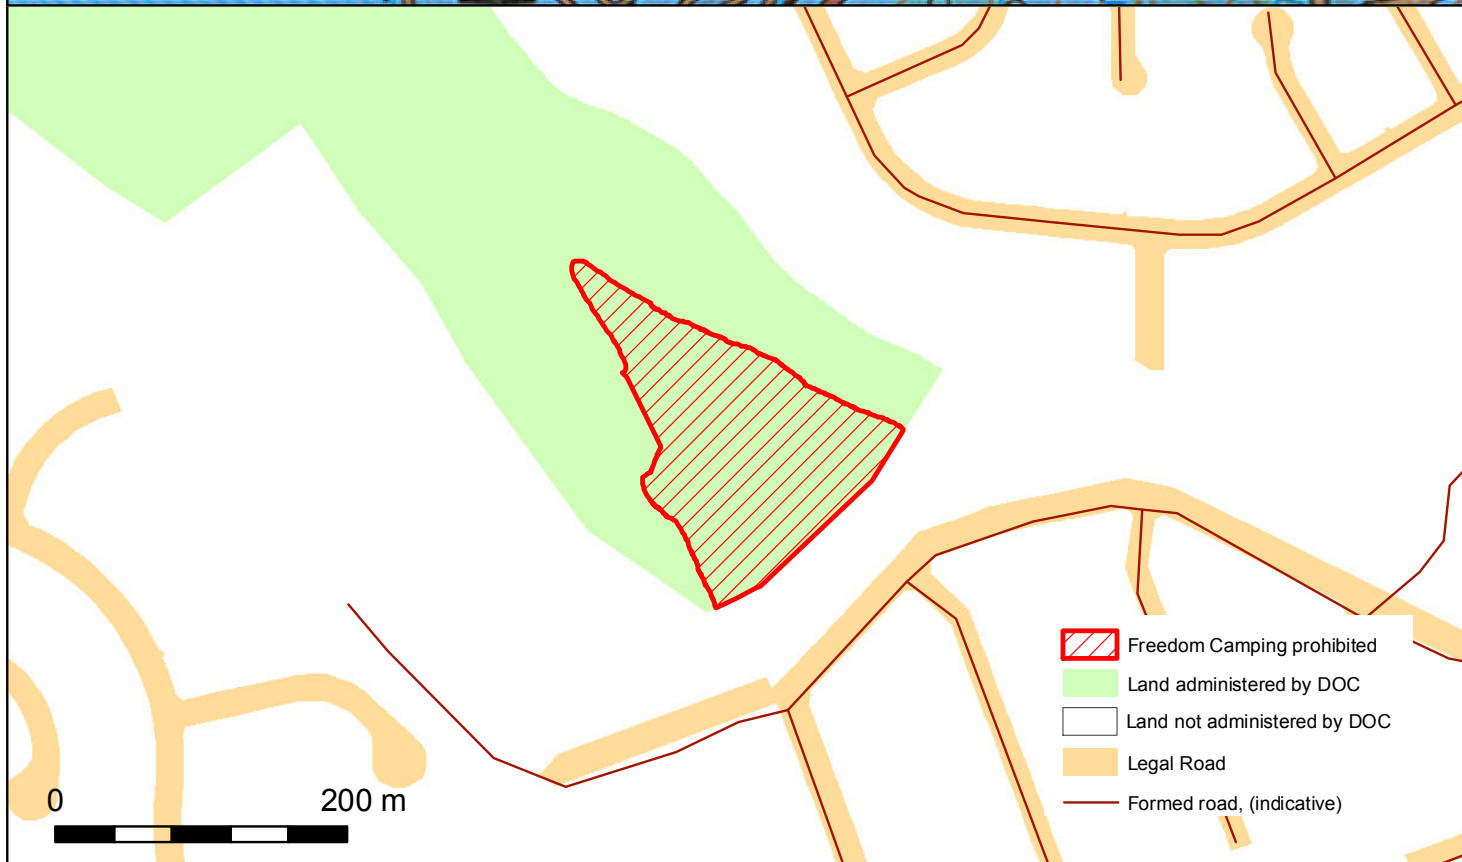 Freedom Camping prohibited
Land administered by DOC
Land not administered by DOC
Legal Road
Formed road, (indicative)
0 200 m